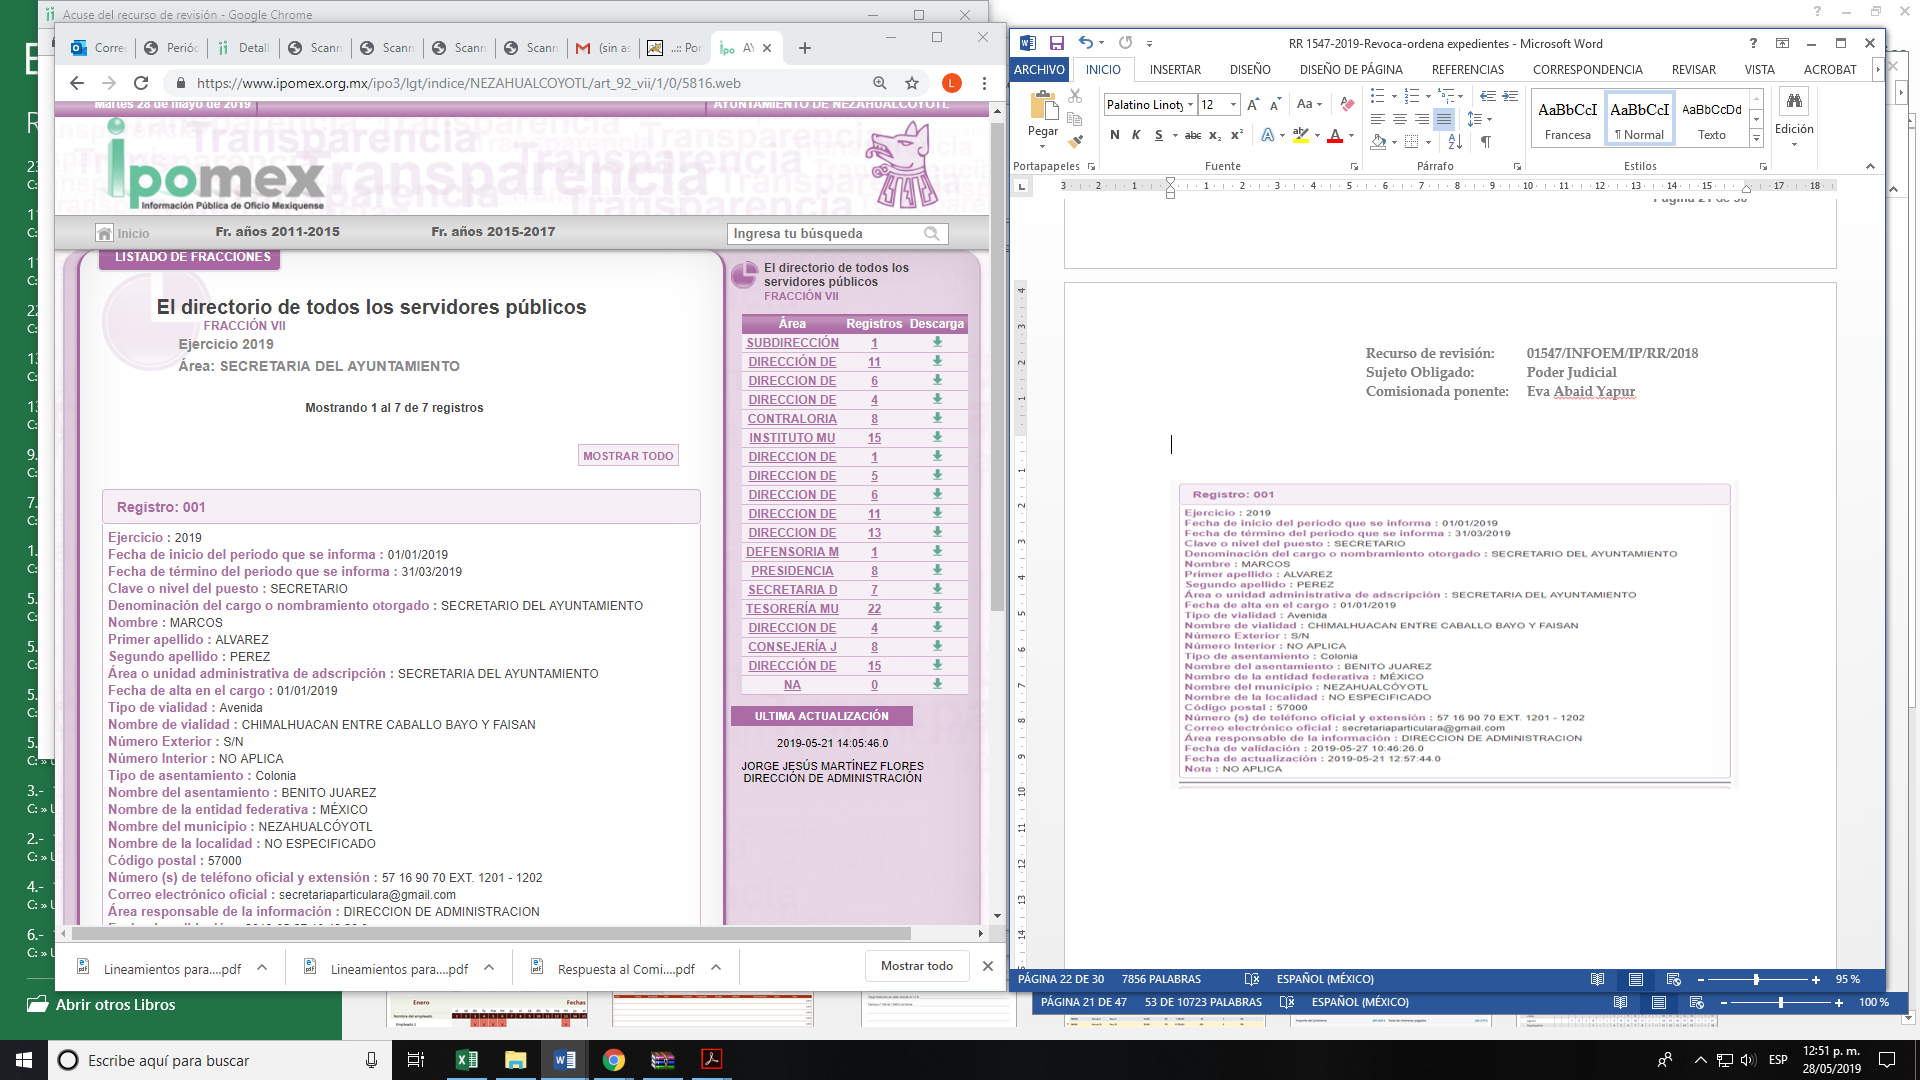 Acuse del recurso de revisión - Google Chrome
Corre
Perió
Detall
Scann
Scann
Scann
Scann
(sin as
..:: Por
AY
https://www.ipomex.org.mx/ipo3/lgt/indice/NEZAHUALCOYOTL/art_92_vii/1/0/5816.web
L
Martes 28 de mayo de 2019
AYUNTAMIENTO DE NEZAHUALCOYOTL
ipomex
Información Pública de Oficio Mexiquense
Transparencia
Inicio
Fr. años 2011-2015
Fr. años 2015-2017
Ingresa tu búsqueda
LISTADO DE FRACCIONES
El directorio de todos los servidores públicos
FRACCIÓN VII
Ejercicio 2019
Área: SECRETARIA DEL AYUNTAMIENTO
Mostrando 1 al 7 de 7 registros
MOSTRAR TODO
Registro: 001
Ejercicio : 2019
Fecha de inicio del periodo que se informa : 01/01/2019
Fecha de término del periodo que se informa : 31/03/2019
Clave o nivel del puesto : SECRETARIO
Denominación del cargo o nombramiento otorgado : SECRETARIO DEL AYUNTAMIENTO
Nombre : MARCOS
Primer apellido : ALVAREZ
Segundo apellido : PEREZ
Área o unidad administrativa de adscripción : SECRETARIA DEL AYUNTAMIENTO
Fecha de alta en el cargo : 01/01/2019
Tipo de vialidad : Avenida
Nombre de vialidad : CHIMALHUACAN ENTRE CABALLO BAYO Y FAISAN
Número Exterior : S/N
Número Interior : NO APLICA
Tipo de asentamiento : Colonia
Nombre del asentamiento : BENITO JUAREZ
Nombre de la entidad federativa : MÉXICO
Nombre del municipio : NEZAHUALCÓYOTL
Nombre de la localidad : NO ESPECIFICADO
Código postal : 57000
Número (s) de teléfono oficial y extensión : 57 16 90 70 EXT. 1201 - 1202
Correo electrónico oficial : secretariaparticulara@gmail.com
Área responsable de la información : DIRECCION DE ADMINISTRACION
El directorio de todos los servidores públicos
FRACCIÓN VII
Área Registros Descarga
SUBDIRECCIÓN 1
DIRECCIÓN DE 11
DIRECCION DE 6
DIRECCION DE 4
CONTRALORIA 8
INSTITUTO MU 15
DIRECCION DE 1
DIRECCION DE 5
DIRECCION DE 6
DIRECCION DE 11
DIRECCION DE 13
DEFENSORIA M 1
PRESIDENCIA 8
SECRETARIA D 7
TESORERÍA MU 22
DIRECCION DE 4
CONSEJERÍA J 8
DIRECCIÓN DE 15
NA 0
ULTIMA ACTUALIZACIÓN
2019-05-21 14:05:46.0
JORGE JESÚS MARTÍNEZ FLORES
DIRECCIÓN DE ADMINISTRACIÓN
Lineamientos para....pdf
Lineamientos para....pdf
Respuesta al Comi....pdf
Mostrar todo
Abrir otros Libros
RR 1547-2019-Revoca-ordena expedientes - Microsoft Word
ARCHIVO INICIO INSERTAR DISEÑO DISEÑO DE PÁGINA REFERENCIAS CORRESPONDENCIA REVISAR VISTA ACROBAT
Pegar
Palatino Linoty 12
N K S abc x₂ x²
AaBbCcI AaBbCcI AaBbCcDd
Francesa ¶ Normal Texto
Edición
Portapapeles Fuente Párrafo Estilos
Página 21 de 30
Recurso de revisión: 01547/INFOEM/IP/RR/2018
Sujeto Obligado: Poder Judicial
Comisionada ponente: Eva Abaid Yapur
Registro: 001
Ejercicio : 2019
Fecha de inicio del periodo que se informa : 01/01/2019
Fecha de término del periodo que se informa : 31/03/2019
Clave o nivel del puesto : SECRETARIO
Denominación del cargo o nombramiento otorgado : SECRETARIO DEL AYUNTAMIENTO
Nombre : MARCOS
Primer apellido : ALVAREZ
Segundo apellido : PEREZ
Área o unidad administrativa de adscripción : SECRETARIA DEL AYUNTAMIENTO
Fecha de alta en el cargo : 01/01/2019
Tipo de vialidad : Avenida
Nombre de vialidad : CHIMALHUACAN ENTRE CABALLO BAYO Y FAISAN
Número Exterior : S/N
Número Interior : NO APLICA
Tipo de asentamiento : Colonia
Nombre del asentamiento : BENITO JUAREZ
Nombre de la entidad federativa : MÉXICO
Nombre del municipio : NEZAHUALCÓYOTL
Nombre de la localidad : NO ESPECIFICADO
Código postal : 57000
Número (s) de teléfono oficial y extensión : 57 16 90 70 EXT. 1201 - 1202
Correo electrónico oficial : secretariaparticulara@gmail.com
Área responsable de la información : DIRECCION DE ADMINISTRACION
Fecha de validación : 2019-05-27 10:46:26.0
Fecha de actualización : 2019-05-21 12:57:44.0
Nota : NO APLICA
PÁGINA 22 DE 30 7856 PALABRAS ESPAÑOL (MÉXICO) 95 %
PÁGINA 21 DE 47 53 DE 10723 PALABRAS ESPAÑOL (MÉXICO) 100 %
Enero Fechas
Escribe aquí para buscar
ESP
12:51 p. m.
28/05/2019